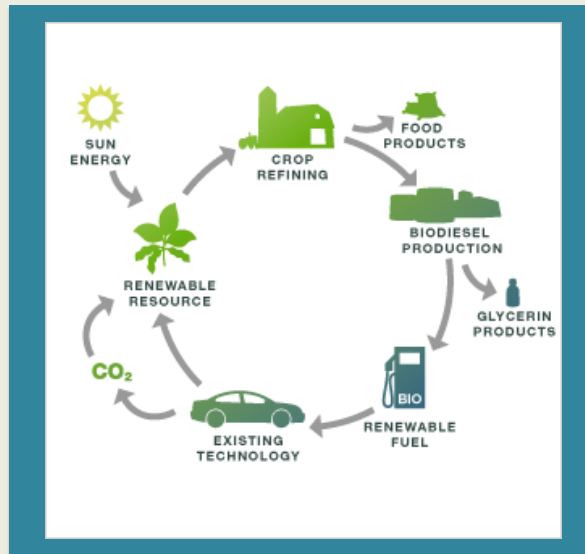 SUN
ENERGY
CROP
REFINING
FOOD
PRODUCTS
BIODIESEL
PRODUCTION
GLYCERIN
PRODUCTS
BIO
RENEWABLE
FUEL
EXISTING
TECHNOLOGY
CO₂
RENEWABLE
RESOURCE